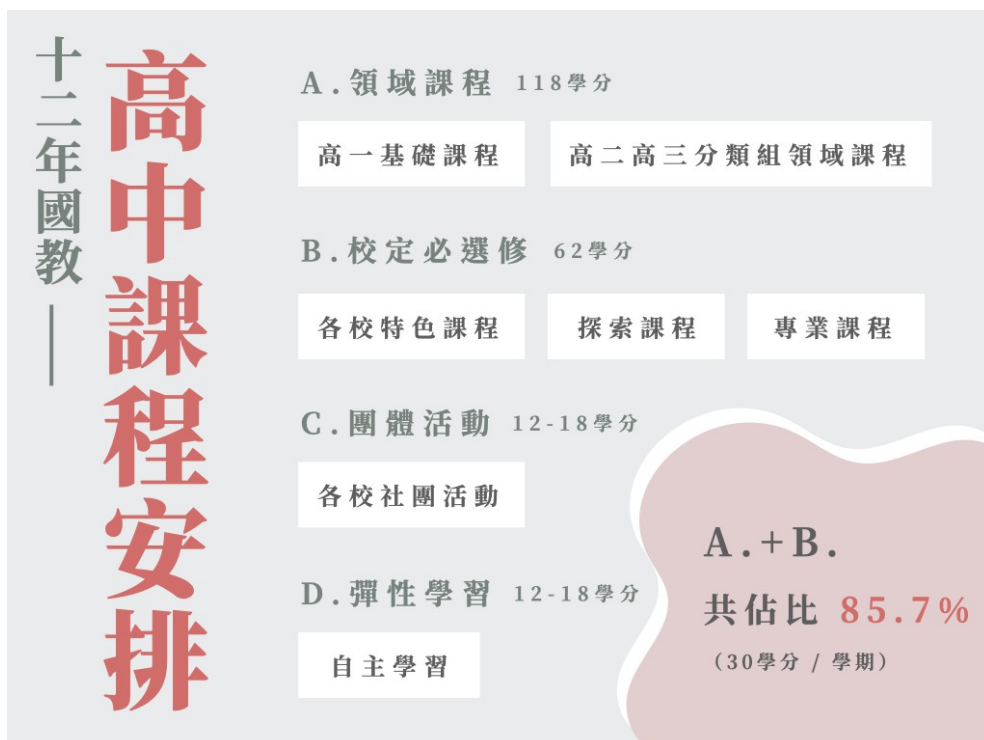 十二年國教——
高中課程安排
A.領域課程 118學分
高一基礎課程
高二高三分類組領域課程
B.校定必選修 62學分
各校特色課程
探索課程
專業課程
C.團體活動 12-18學分
各校社團活動
D.彈性學習 12-18學分
自主學習
A.+B.
共佔比 85.7%
（30學分 / 學期）